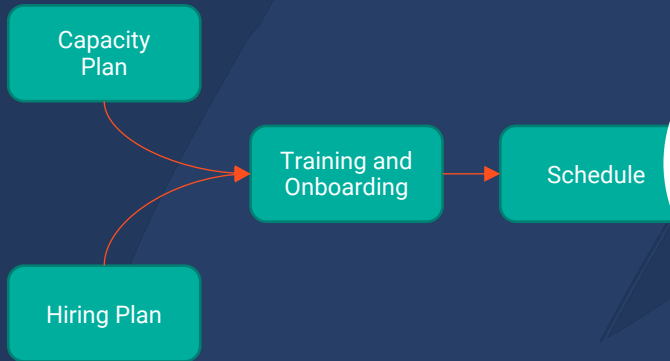 Capacity
Plan
Training and
Onboarding
Schedule
Hiring Plan